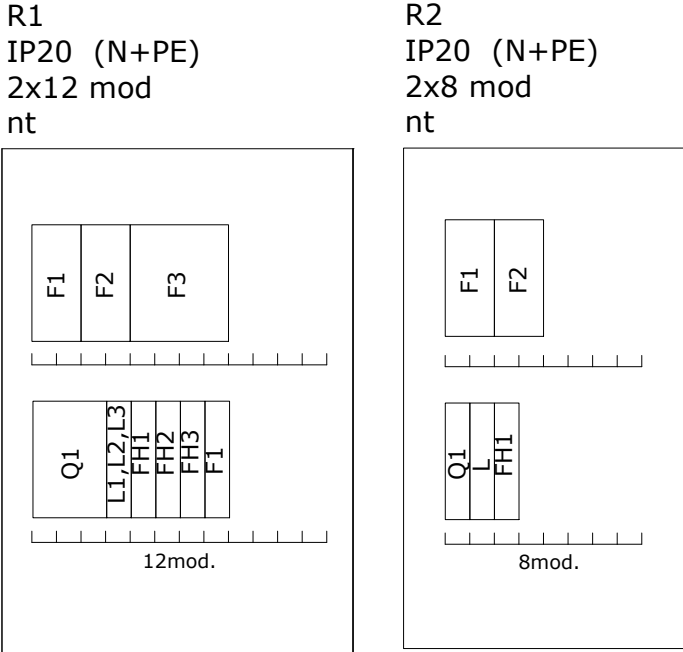 R1
IP20 (N+PE)
2x12 mod
nt
F1
F2
F3
Q1
L1,L2,L3
FH1
FH2
FH3
F1
12mod.
R2
IP20 (N+PE)
2x8 mod
nt
F1
F2
Q1
L
FH1
8mod.